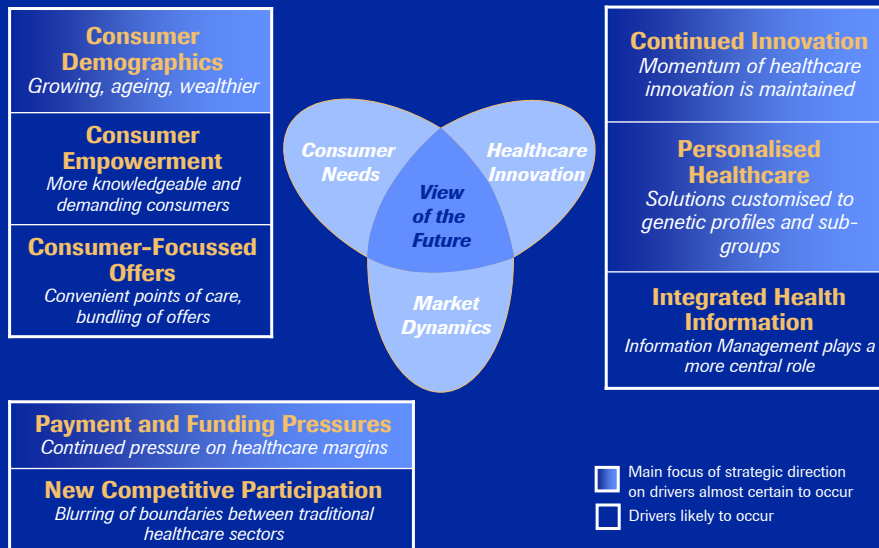 Consumer
Demographics
Growing, ageing, wealthier
Consumer
Empowerment
More knowledgeable and
demanding consumers
Consumer-Focussed
Offers
Convenient points of care,
bundling of offers
Consumer
Needs
Healthcare
Innovation
View
of the
Future
Market
Dynamics
Continued Innovation
Momentum of healthcare
innovation is maintained
Personalised
Healthcare
Solutions customised to
genetic profiles and sub-
groups
Integrated Health
Information
Information Management plays a
more central role
Payment and Funding Pressures
Continued pressure on healthcare margins
New Competitive Participation
Blurring of boundaries between traditional
healthcare sectors
Main focus of strategic direction
on drivers almost certain to occur
Drivers likely to occur